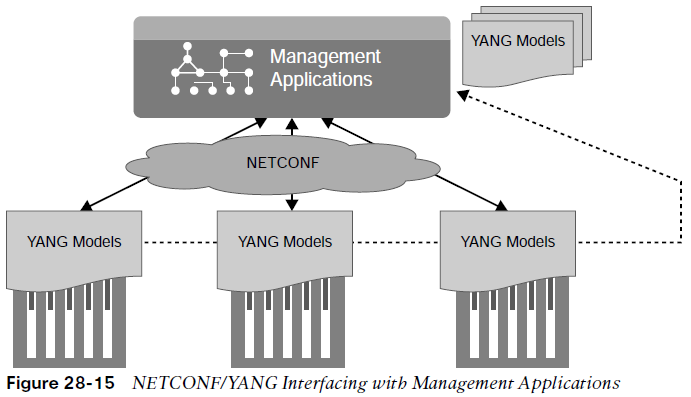 YANG Models
Management
Applications
NETCONF
YANG Models
YANG Models
YANG Models
Figure 28-15 NETCONF/YANG Interfacing with Management Applications